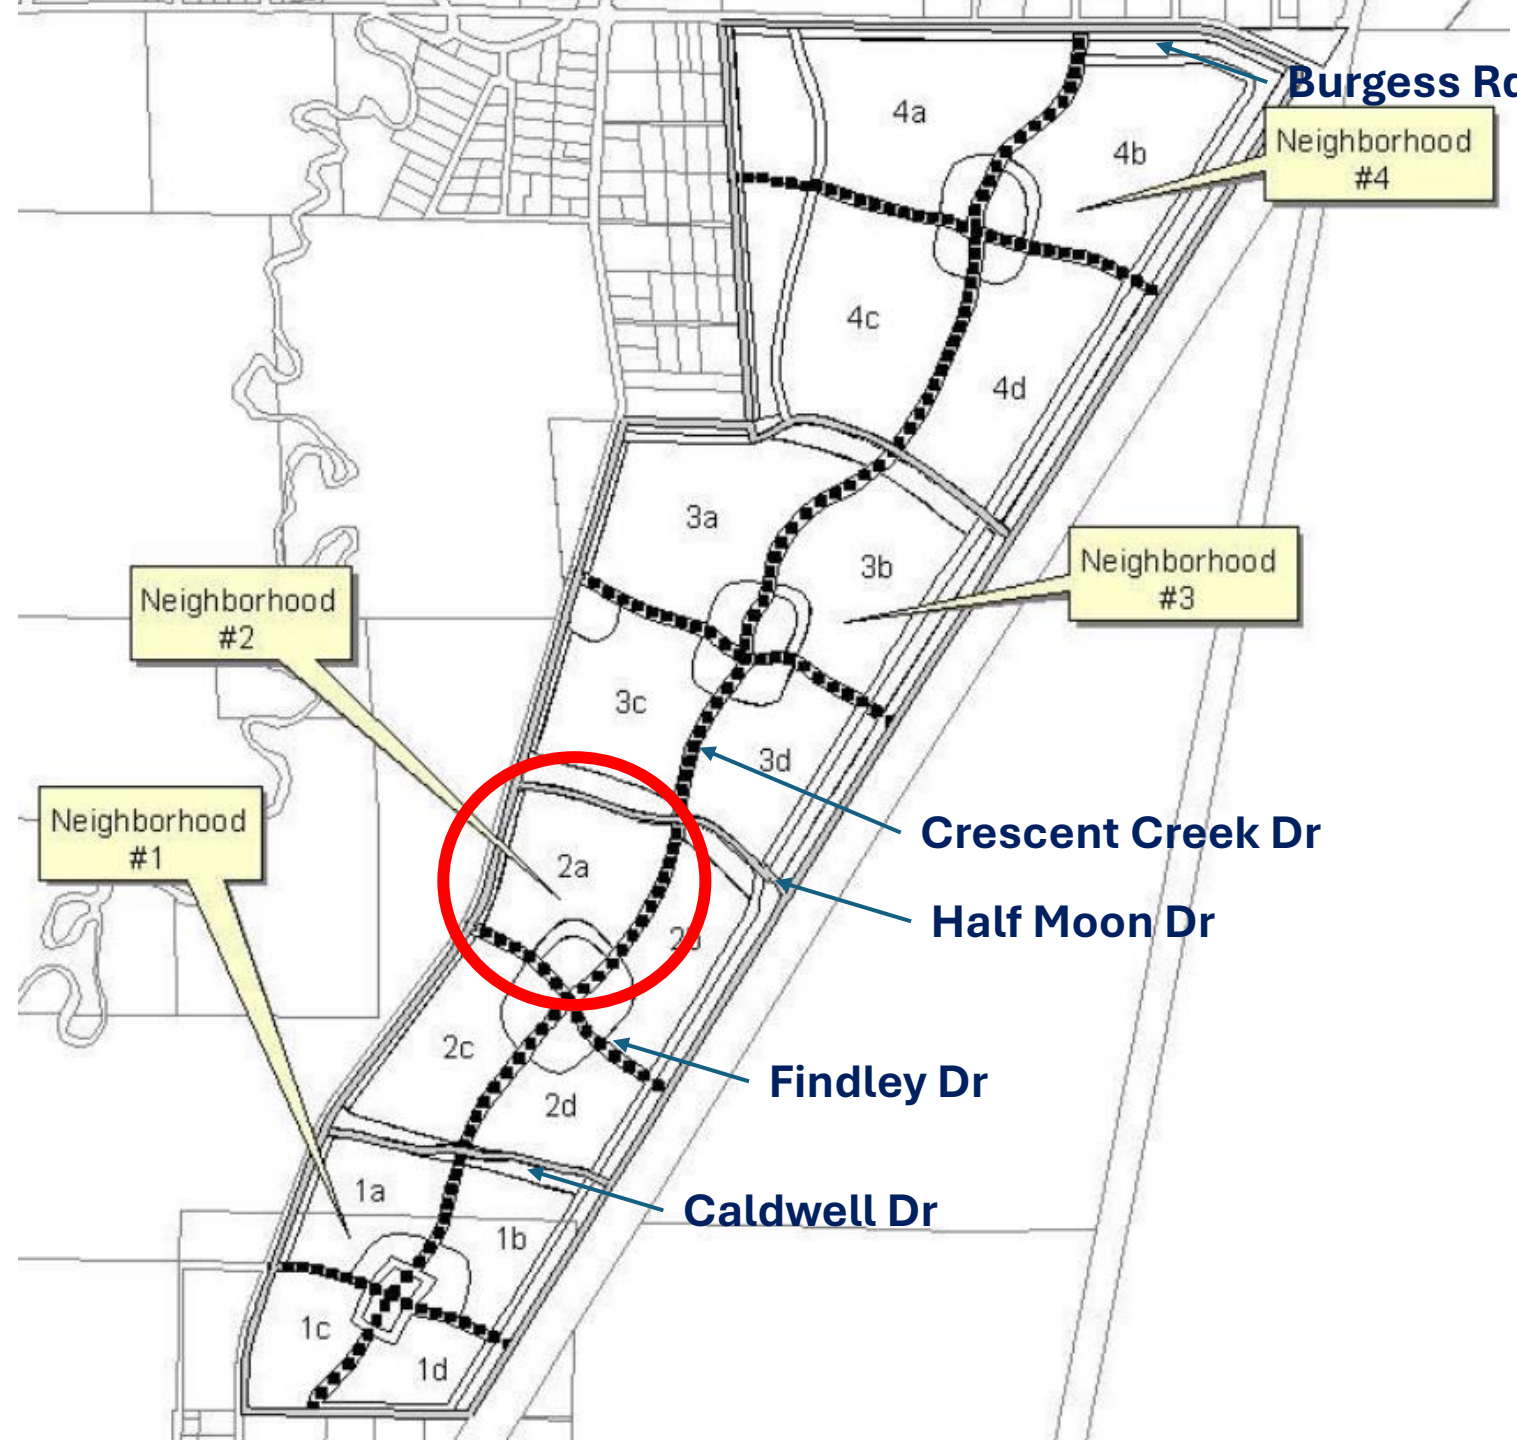 Burgess Rd
4a
Neighborhood
#4
4b
4c
4d
3a
Neighborhood
#3
3b
Neighborhood
#2
3c
3d
Neighborhood
#1
Crescent Creek Dr
2a
Half Moon Dr
2b
2c
Findley Dr
2d
1a
Caldwell Dr
1b
1c
1d